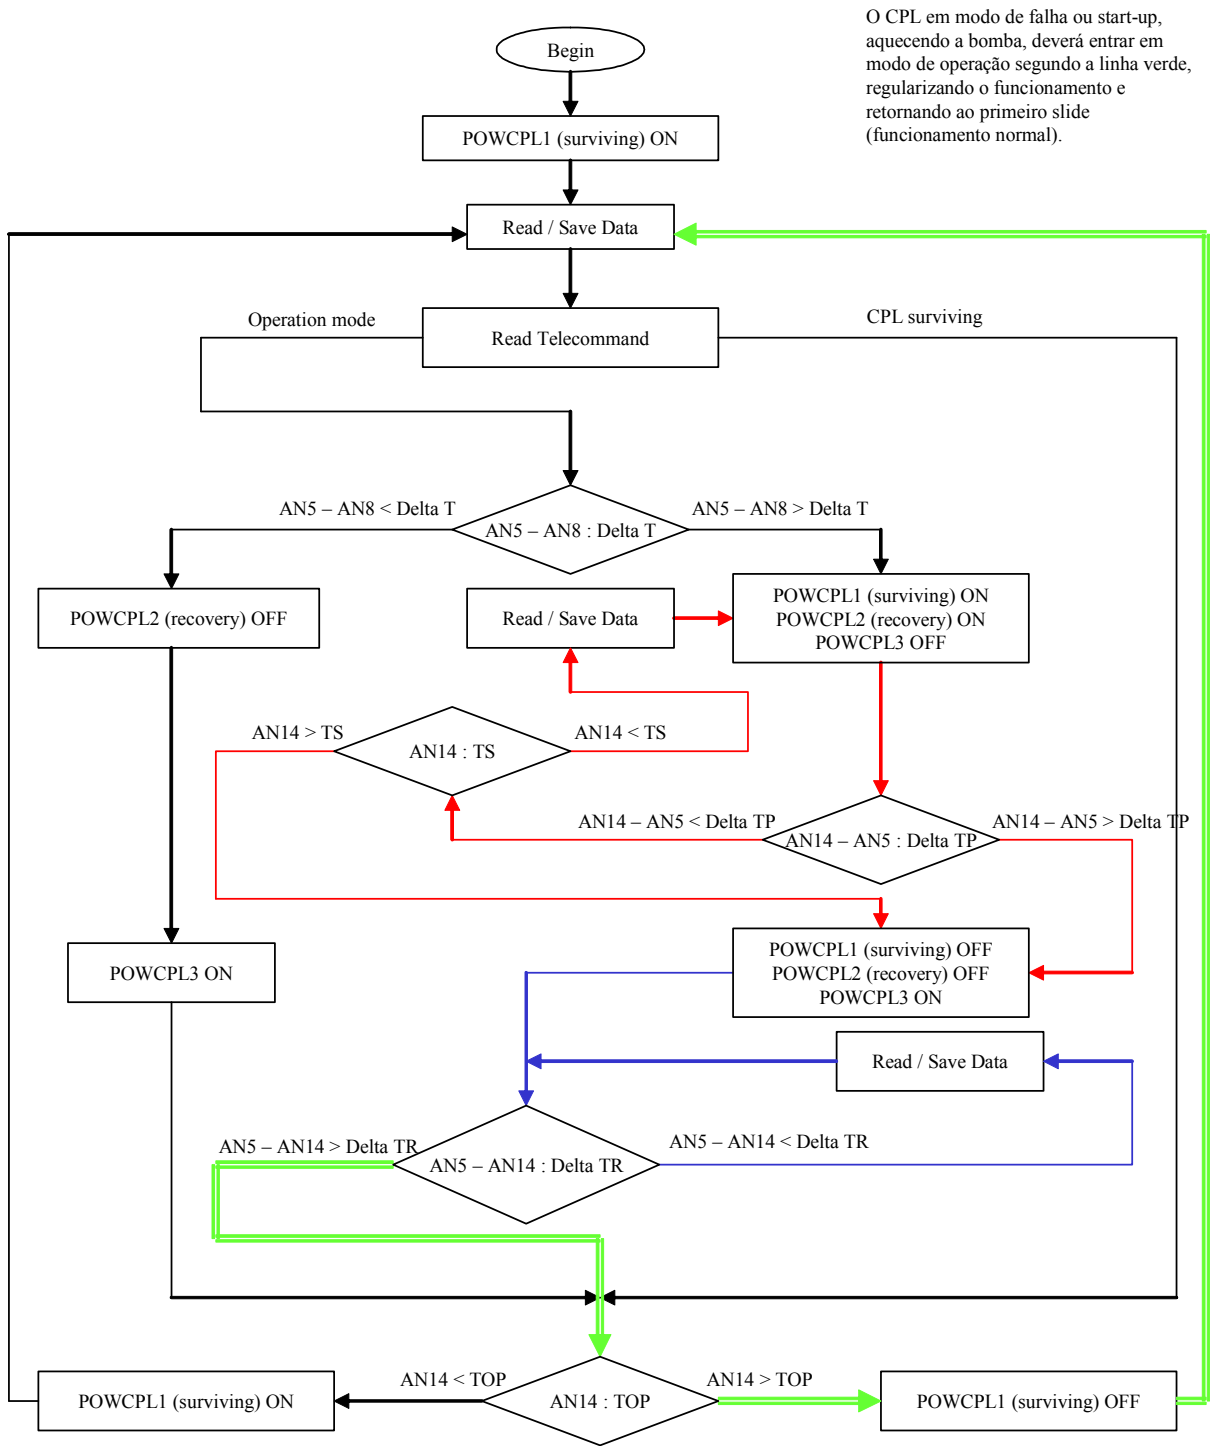 O CPL em modo de falha ou start-up,
aquecendo a bomba, deverá entrar em
modo de operação segundo a linha verde,
regularizando o funcionamento e
retornando ao primeiro slide
(funcionamento normal).
Begin
POWCPL1 (surviving) ON
Read / Save Data
Operation mode
Read Telecommand
CPL surviving
AN5 – AN8 < Delta T
AN5 – AN8 : Delta T
AN5 – AN8 > Delta T
POWCPL2 (recovery) OFF
Read / Save Data
POWCPL1 (surviving) ON
POWCPL2 (recovery) ON
POWCPL3 OFF
AN14 > TS
AN14 : TS
AN14 < TS
AN14 – AN5 < Delta TP
AN14 – AN5 : Delta TP
AN14 – AN5 > Delta TP
POWCPL3 ON
POWCPL1 (surviving) OFF
POWCPL2 (recovery) OFF
POWCPL3 ON
Read / Save Data
AN5 – AN14 > Delta TR
AN5 – AN14 : Delta TR
AN5 – AN14 < Delta TR
POWCPL1 (surviving) ON
AN14 < TOP
AN14 : TOP
AN14 > TOP
POWCPL1 (surviving) OFF